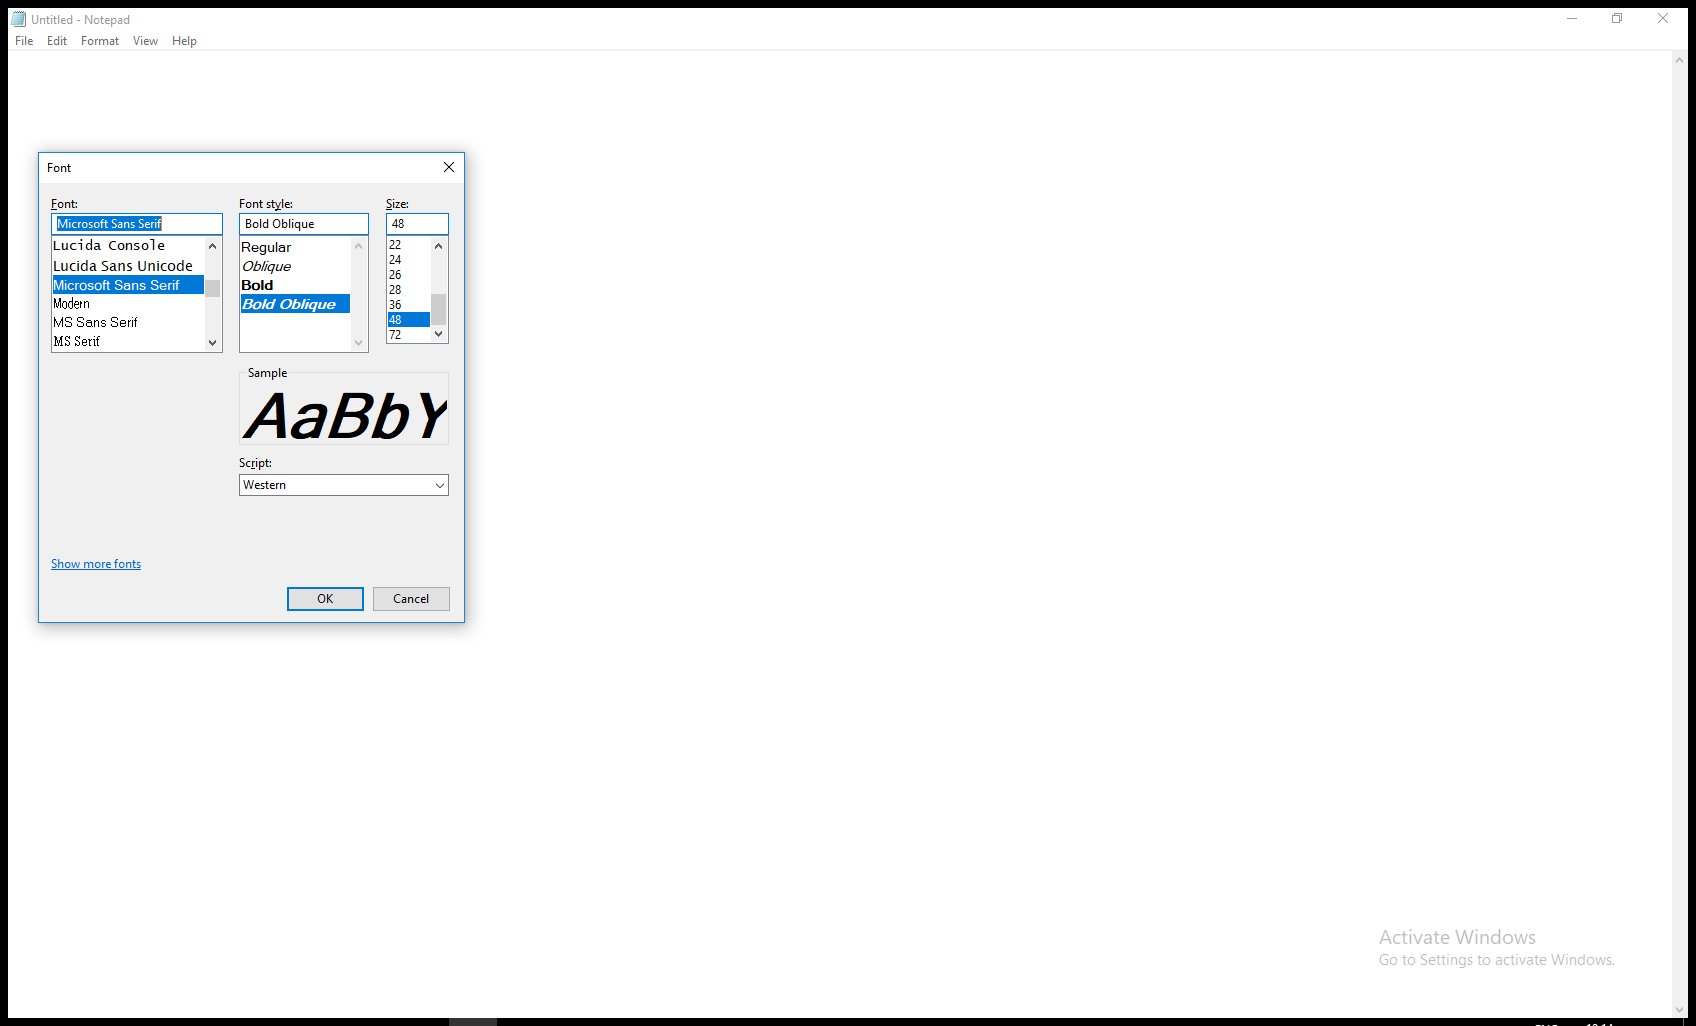 Untitled - Notepad
File Edit Format View Help
Font
Font:
Microsoft Sans Serif
Lucida Console
Lucida Sans Unicode
Microsoft Sans Serif
Modern
MS Sans Serif
MS Serif
Font style:
Bold Oblique
Regular
Oblique
Bold
Bold Oblique
Size:
48
22
24
26
28
36
48
72
Sample
AaBbY
Script:
Western
Show more fonts
OK Cancel
Activate Windows
Go to Settings to activate Windows.